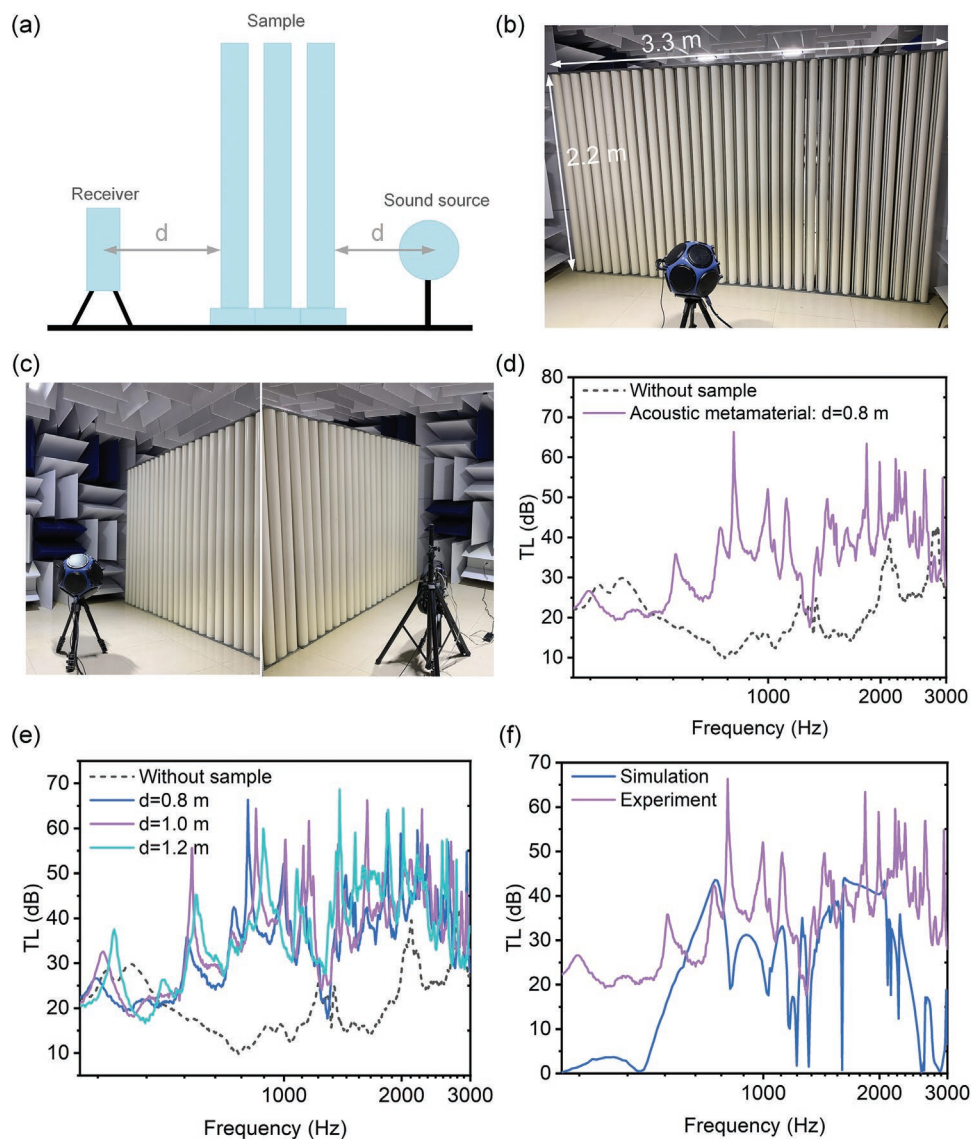 (a)
Sample
Receiver
Sound source
d
d
(b)
3.3 m
2.2 m
(c)
(d)
80
70
60
50
40
30
20
10
TL (dB)
Without sample
Acoustic metamaterial: d=0.8 m
1000
2000
3000
Frequency (Hz)
(e)
70
60
50
40
30
20
10
TL (dB)
Without sample
d=0.8 m
d=1.0 m
d=1.2 m
1000
2000
3000
Frequency (Hz)
(f)
70
60
50
40
30
20
10
0
TL (dB)
Simulation
Experiment
1000
2000
3000
Frequency (Hz)